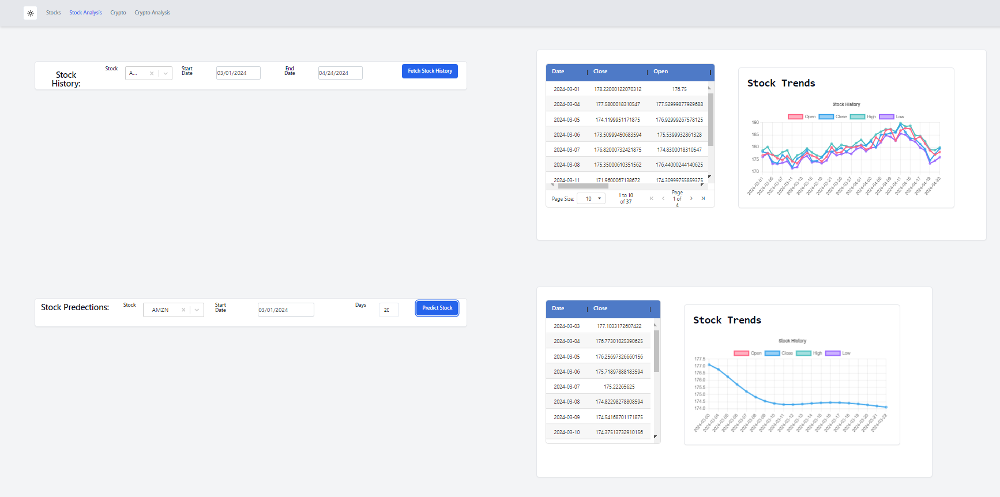 Stocks Stock Analysis Crypto Crypto Analysis
Stock History:
Stock A...
Start Date 03/01/2024
End Date 04/24/2024
Fetch Stock History
Date Close Open
2024-03-01 178.22000122070312 176.75
2024-03-04 177.5800018310547 177.52999877929688
2024-03-05 174.1199951171875 176.92999267578125
2024-03-06 173.50999450683594 175.5399932861328
2024-03-07 176.82000732421875 174.8300018310547
2024-03-08 175.35000610351562 176.44000244140625
2024-03-11 171.9600067138672 174.30999755859375
Page Size: 10 1 to 10 of 37 Page 1 of 4
Stock Trends
Stock History
Open Close High Low
190
185
180
175
170
2024-03-01 2024-03-05 2024-03-07 2024-03-11 2024-03-13 2024-03-15 2024-03-19 2024-03-21 2024-03-25 2024-03-27 2024-04-01 2024-04-03 2024-04-05 2024-04-09 2024-04-11 2024-04-15 2024-04-17 2024-04-19 2024-04-23
Stock Predections:
Stock AMZN
Start Date 03/01/2024
Days 20
Predict Stock
Date Close
2024-03-03 177.1033172607422
2024-03-04 176.77301025390625
2024-03-05 176.25697326660156
2024-03-06 175.71897888183594
2024-03-07 175.22265625
2024-03-08 174.82298278808594
2024-03-09 174.54168701171875
2024-03-10 174.37513732910156
Stock Trends
Stock History
Open Close High Low
177.5
177.0
176.5
176.0
175.5
175.0
174.5
174.0
2024-03-03 2024-03-04 2024-03-05 2024-03-06 2024-03-07 2024-03-08 2024-03-09 2024-03-10 2024-03-11 2024-03-12 2024-03-13 2024-03-14 2024-03-15 2024-03-16 2024-03-17 2024-03-18 2024-03-19 2024-03-20 2024-03-21 2024-03-22